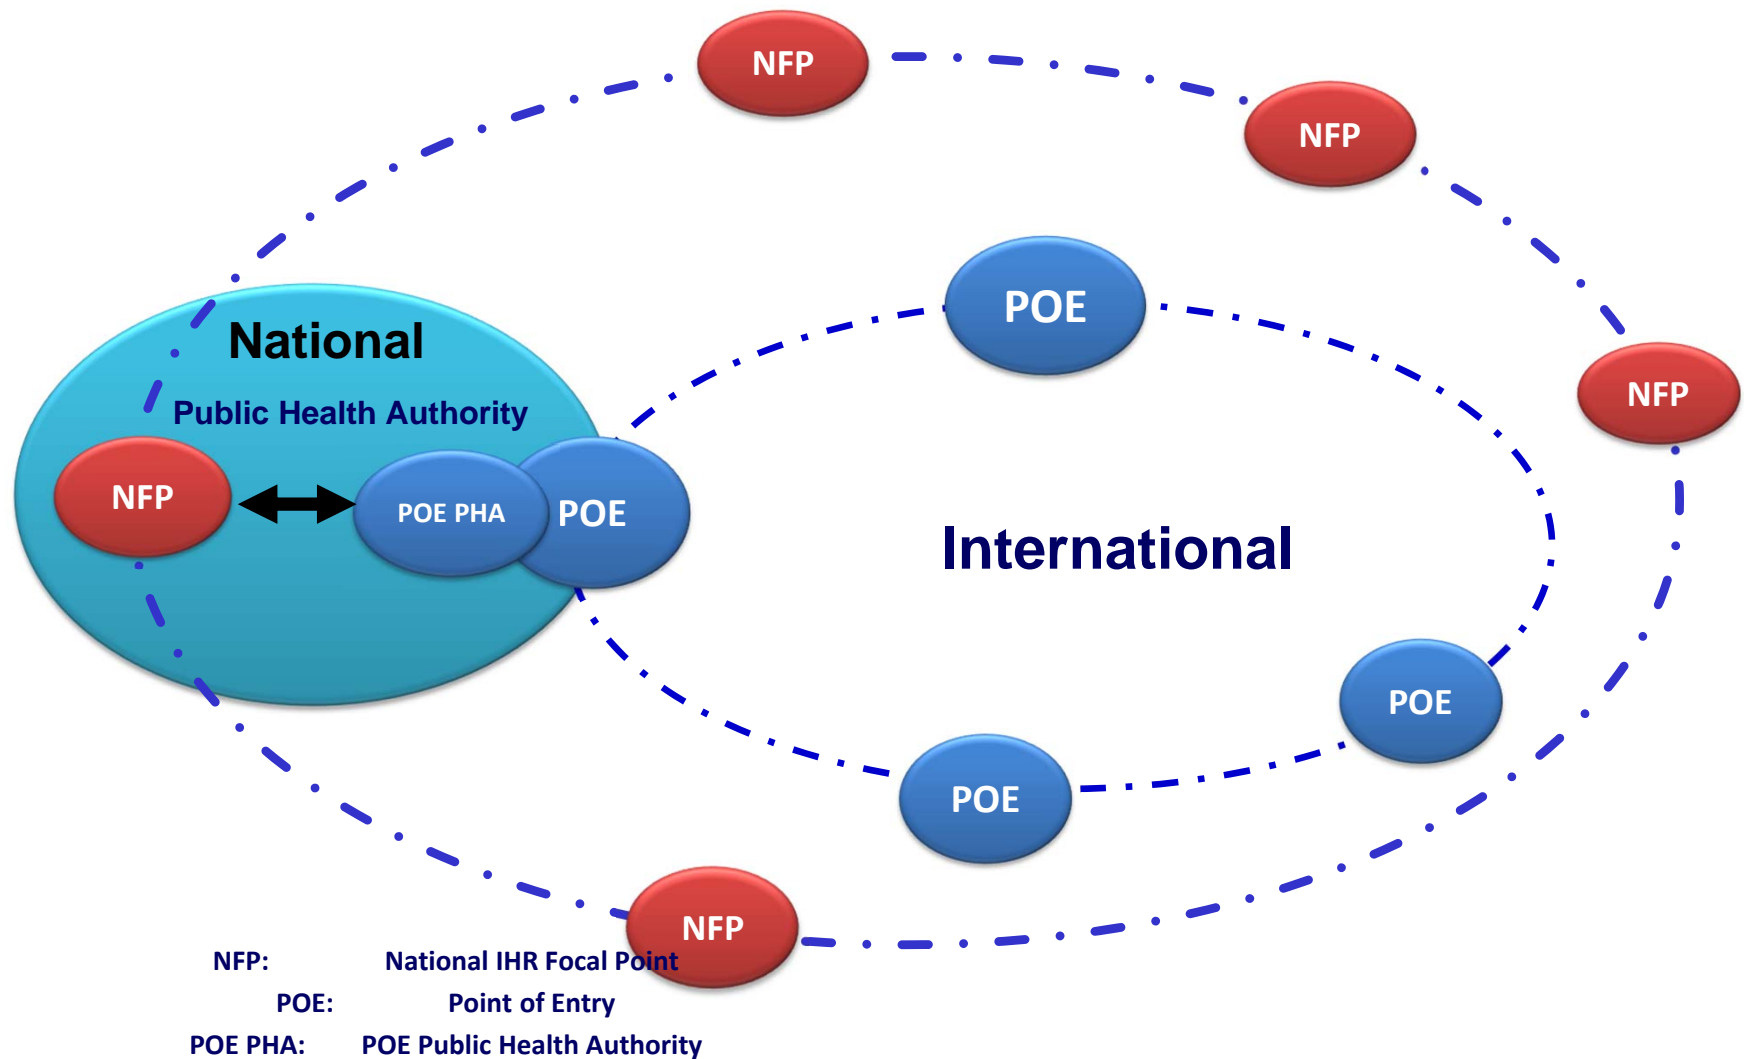 NFP
NFP
POE
National
NFP
Public Health Authority
NFP
POE PHA
POE
International
POE
POE
NFP
NFP: National IHR Focal Point
POE: Point of Entry
POE PHA: POE Public Health Authority